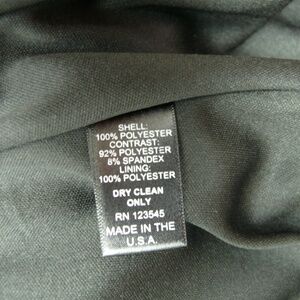 SHELL:
100% POLYESTER
CONTRAST:
92% POLYESTER
8% SPANDEX
LINING:
100% POLYESTER
DRY CLEAN
ONLY
RN 123545
MADE IN THE
U.S.A.